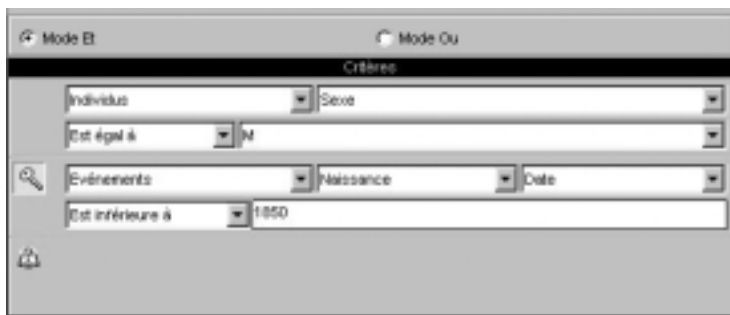 Mode Et Mode Ou
Critères
Individus Sexe
Est égal à M
Evénements Naissance Date
Est inférieure à 1850